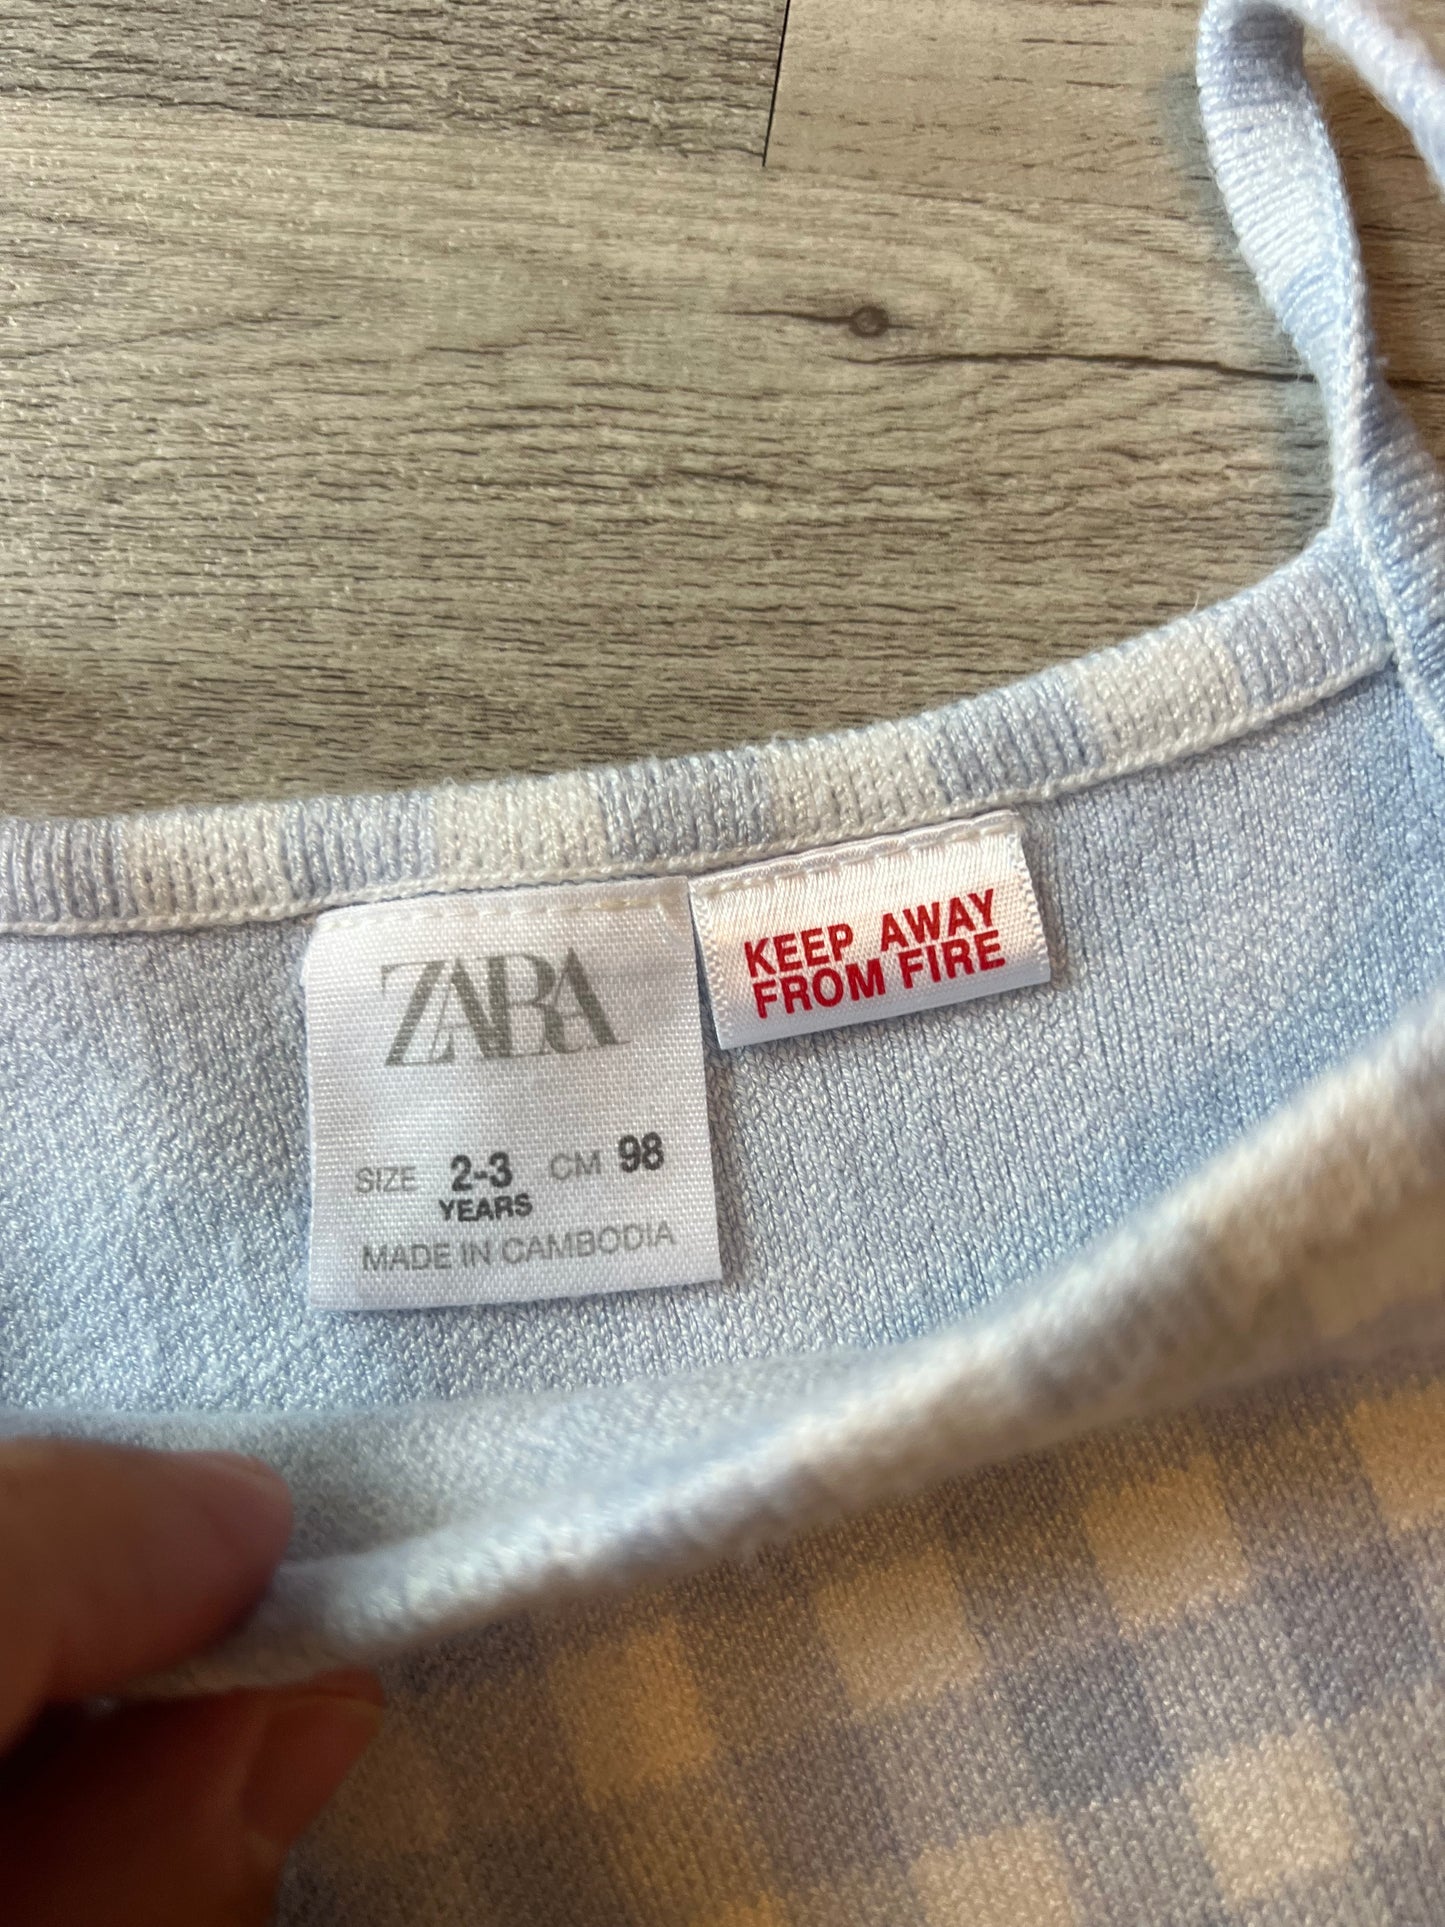 ZARA
SIZE 2-3 YEARS CM 98
MADE IN CAMBODIA
KEEP AWAY
FROM FIRE